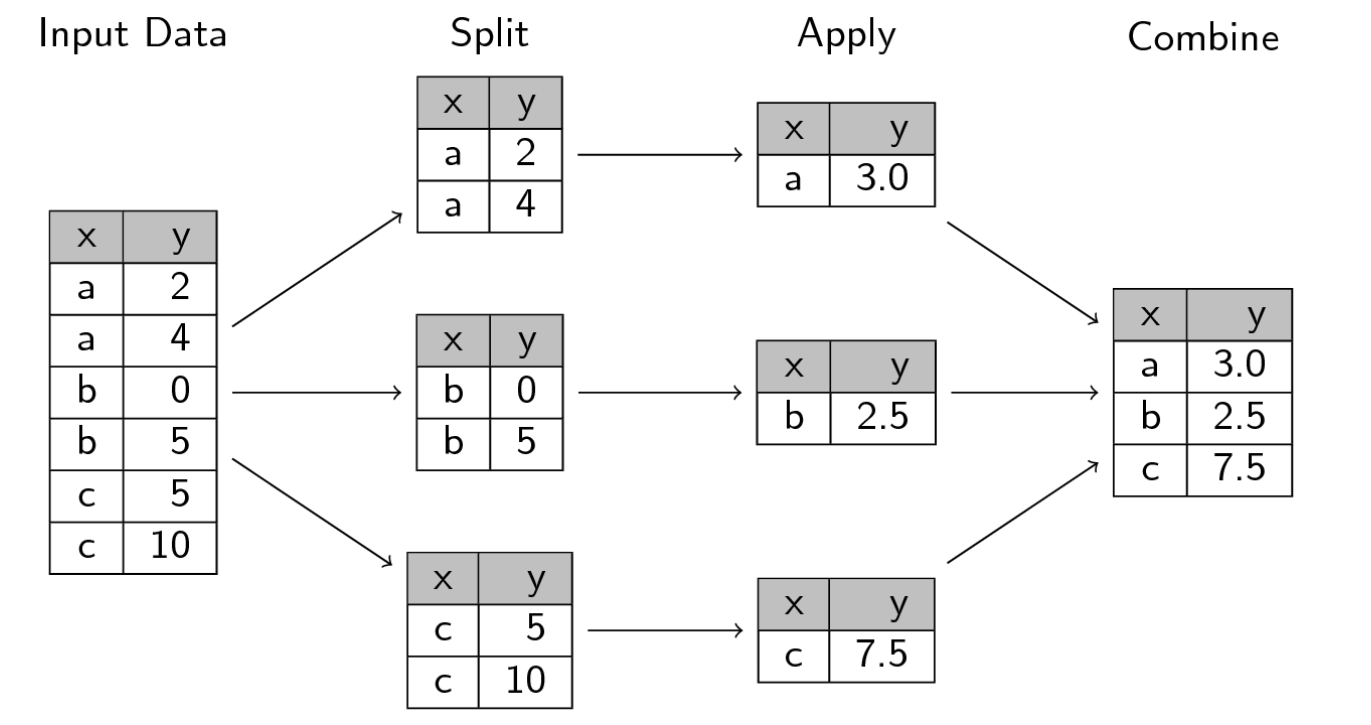 Input Data
Split
Apply
Combine
x y
a 2
a 4
b 0
b 5
c 5
c 10
x y
a 2
a 4
x y
b 0
b 5
x y
c 5
c 10
x y
a 3.0
x y
b 2.5
x y
c 7.5
x y
a 3.0
b 2.5
c 7.5